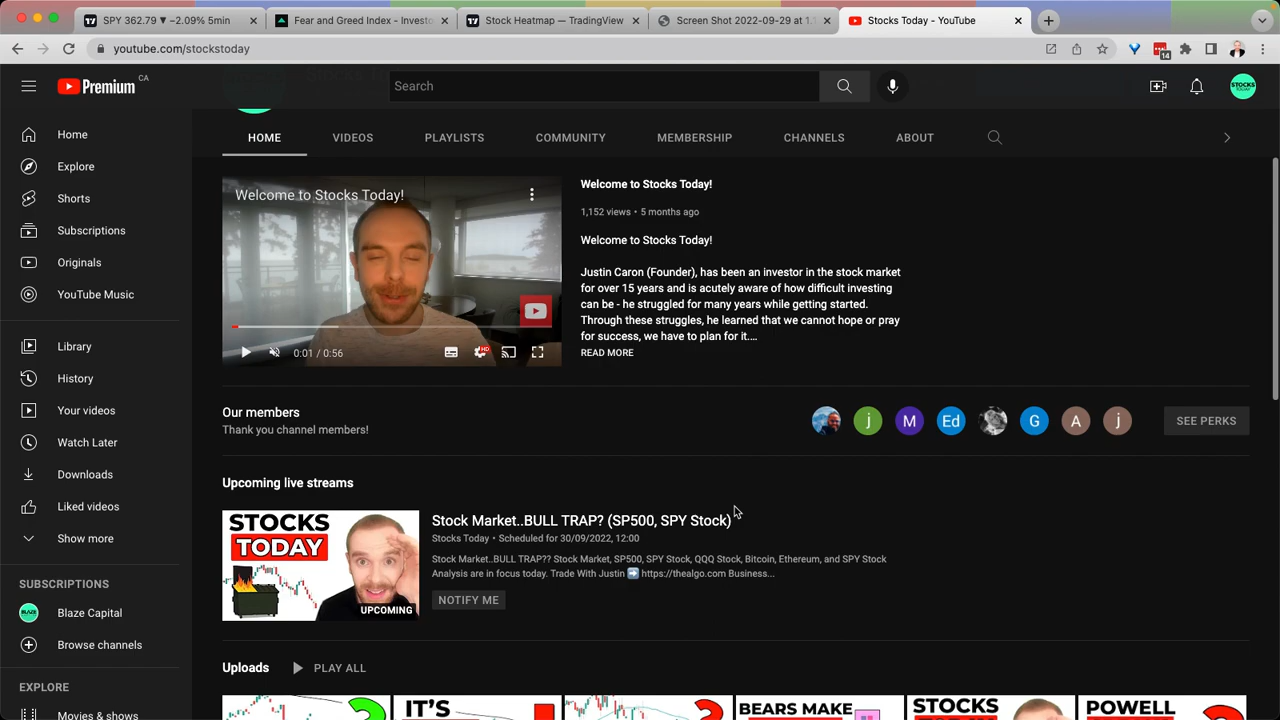 SPY 362.79 ▼ −2.09% 5min
Fear and Greed Index - Investo
Stock Heatmap — TradingView
Screen Shot 2022-09-29 at 1.1
Stocks Today - YouTube
youtube.com/stockstoday
14
Premium
CA
Search
STOCKS
TODAY
HOME
VIDEOS
PLAYLISTS
COMMUNITY
MEMBERSHIP
CHANNELS
ABOUT
Home
Explore
Shorts
Subscriptions
Originals
YouTube Music
Library
History
Your videos
Watch Later
Downloads
Liked videos
Show more
SUBSCRIPTIONS
BLAZE
Blaze Capital
Browse channels
EXPLORE
Movies & shows
Welcome to Stocks Today!
0:01 / 0:56
HD
Welcome to Stocks Today!
1,152 views • 5 months ago
Welcome to Stocks Today!
Justin Caron (Founder), has been an investor in the stock market
for over 15 years and is acutely aware of how difficult investing
can be - he struggled for many years while getting started.
Through these struggles, he learned that we cannot hope or pray
for success, we have to plan for it....
READ MORE
Our members
Thank you channel members!
j
M
Ed
G
A
j
SEE PERKS
Upcoming live streams
STOCKS
TODAY
UPCOMING
Stock Market..BULL TRAP? (SP500, SPY Stock)
Stocks Today • Scheduled for 30/09/2022, 12:00
Stock Market..BULL TRAP?? Stock Market, SP500, SPY Stock, QQQ Stock, Bitcoin, Ethereum, and SPY Stock
Analysis are in focus today. Trade With Justin ➡ https://thealgo.com Business...
NOTIFY ME
Uploads
PLAY ALL
?
IT'S
?
BEARS MAKE
STOCKS
POWELL